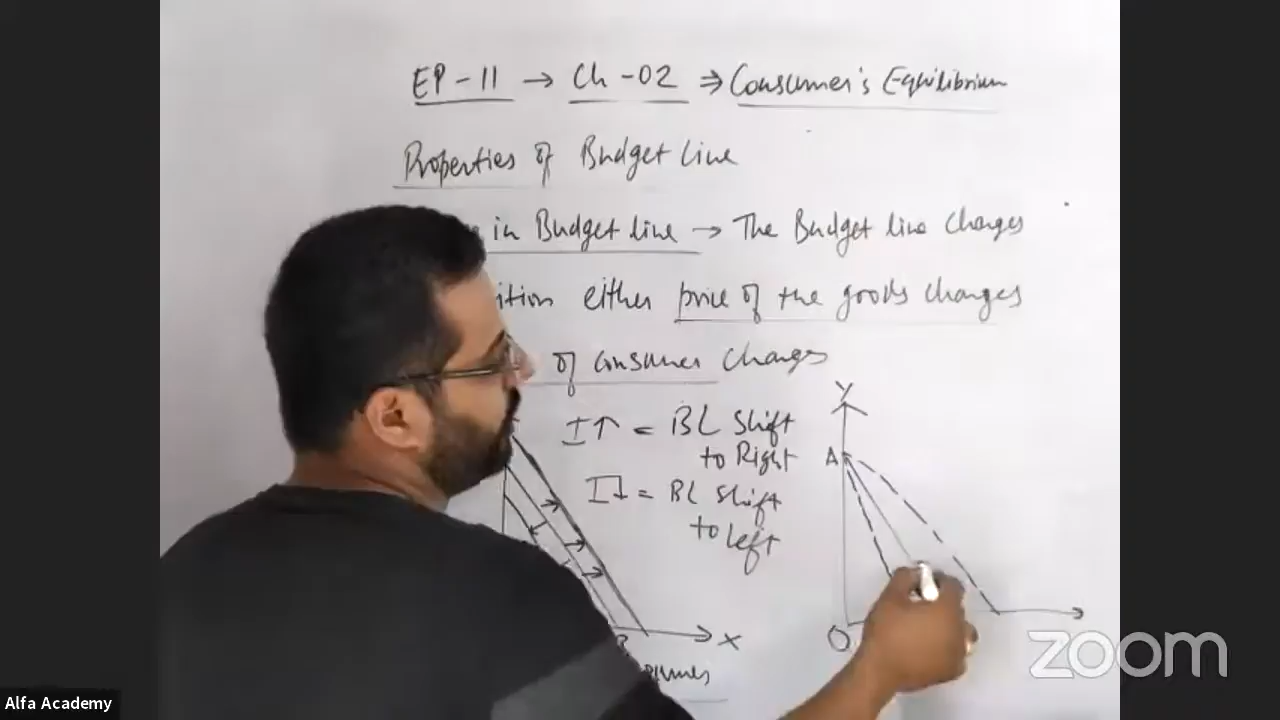 EP-11 → Ch-02 ⇒ Consumer's Equilibrium
Properties of Budget line
in Budget line → The Budget line changes
either price of the goods changes
of consumer changes
I↑ = BL shift
to Right
I↓ = BL shift
to left
Y
A
O
X
zoom
Alfa Academy